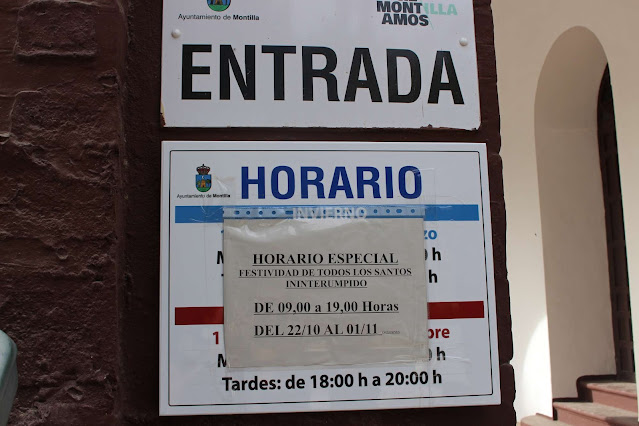 Ayuntamiento de Montilla
MONTILLA
AMOS
ENTRADA
Ayuntamiento de Montilla
HORARIO
INVIERNO
HORARIO ESPECIAL
FESTIVIDAD DE TODOS LOS SANTOS
ININTERUMPIDO
DE 09,00 a 19,00 Horas
DEL 22/10 AL 01/11
Tardes: de 18:00 h a 20:00 h